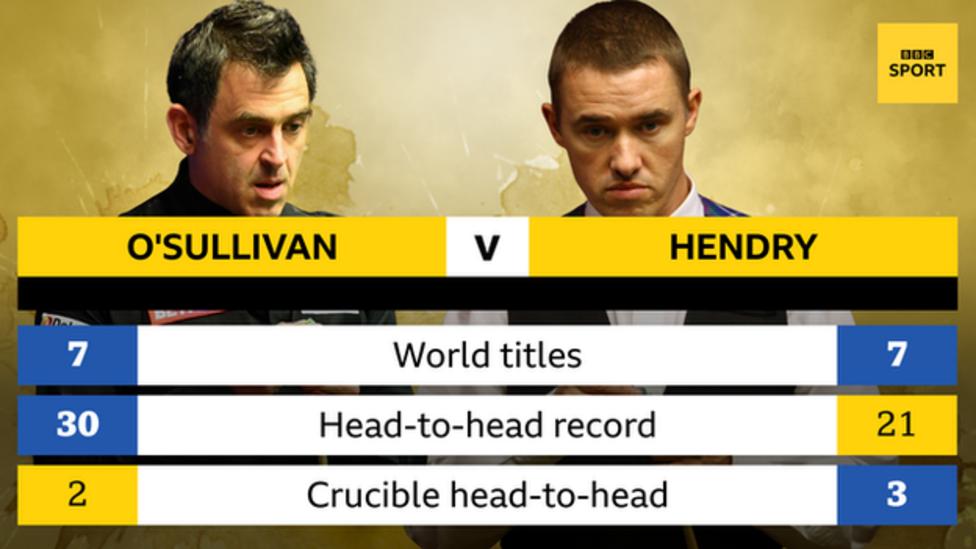 BBC
SPORT
O'SULLIVAN V HENDRY
7 World titles 7
30 Head-to-head record 21
2 Crucible head-to-head 3